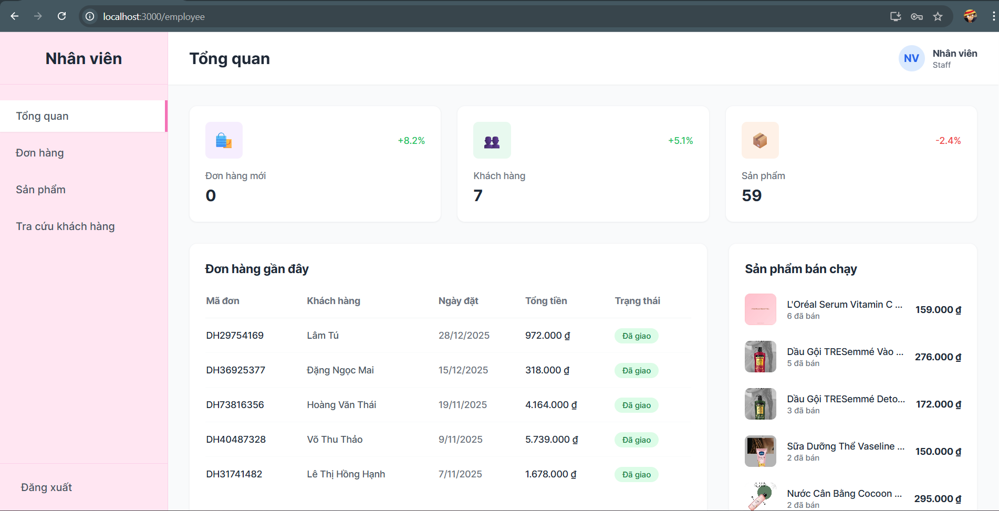 localhost:3000/employee
Nhân viên
Tổng quan
Đơn hàng
Sản phẩm
Tra cứu khách hàng
Đăng xuất
Tổng quan
NV
Nhân viên
Staff
+8.2%
Đơn hàng mới
0
+5.1%
Khách hàng
7
-2.4%
Sản phẩm
59
Đơn hàng gần đây
Mã đơn Khách hàng Ngày đặt Tổng tiền Trạng thái
DH29754169 Lâm Tú 28/12/2025 972.000 ₫ Đã giao
DH36925377 Đặng Ngọc Mai 15/12/2025 318.000 ₫ Đã giao
DH73816356 Hoàng Văn Thái 19/11/2025 4.164.000 ₫ Đã giao
DH40487328 Võ Thu Thảo 9/11/2025 5.739.000 ₫ Đã giao
DH31741482 Lê Thị Hồng Hạnh 7/11/2025 1.678.000 ₫ Đã giao
Sản phẩm bán chạy
L'Oréal Serum Vitamin C ... 159.000 ₫
6 đã bán
Dầu Gội TRESemmé Vào ... 276.000 ₫
5 đã bán
Dầu Gội TRESemmé Deto... 172.000 ₫
3 đã bán
Sữa Dưỡng Thể Vaseline ... 150.000 ₫
2 đã bán
Nước Cân Bằng Cocoon ... 295.000 ₫
2 đã bán